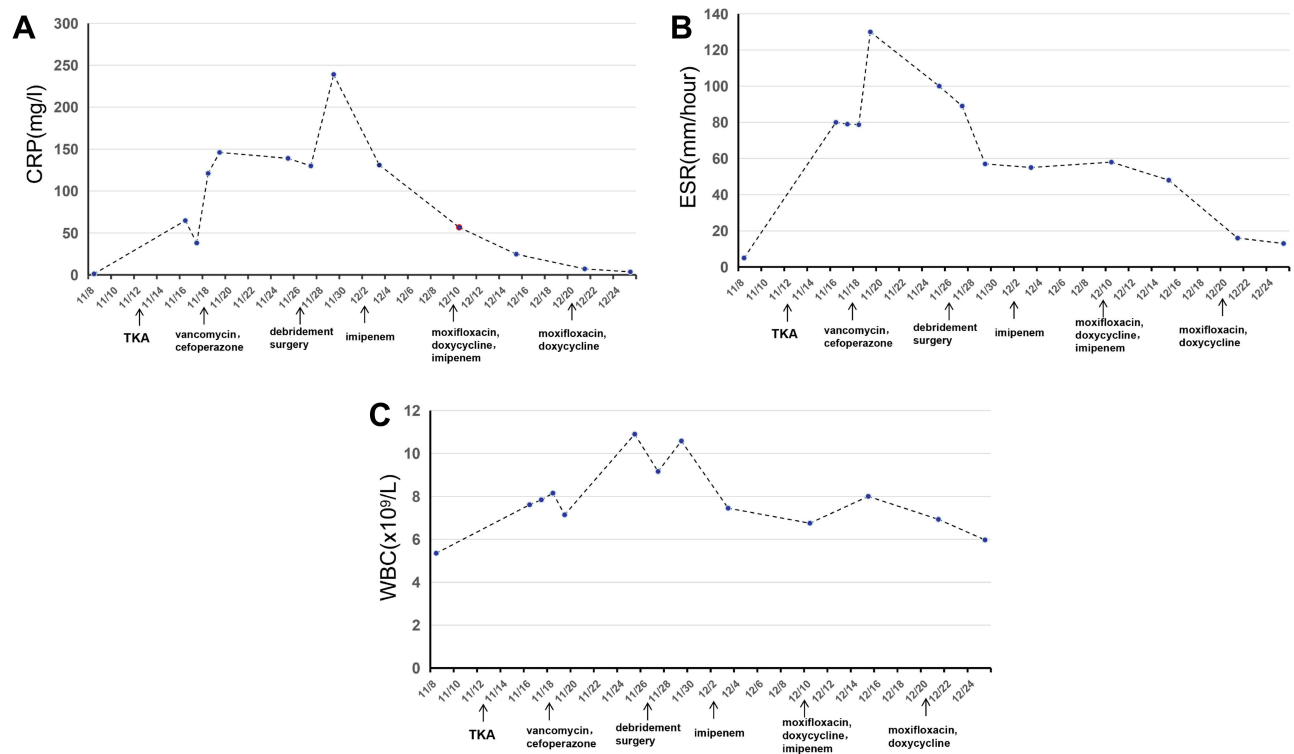 A
CRP(mg/l)
300
250
200
150
100
50
0
11/8
11/10
11/12
11/14
11/16
11/18
11/20
11/22
11/24
11/26
11/28
11/30
12/2
12/4
12/6
12/8
12/10
12/12
12/14
12/16
12/18
12/20
12/22
12/24
TKA
vancomycin,
cefoperazone
debridement
surgery
imipenem
moxifloxacin,
doxycycline,
imipenem
moxifloxacin,
doxycycline
B
ESR(mm/hour)
140
120
100
80
60
40
20
0
11/8
11/10
11/12
11/14
11/16
11/18
11/20
11/22
11/24
11/26
11/28
11/30
12/2
12/4
12/6
12/8
12/10
12/12
12/14
12/16
12/18
12/20
12/22
12/24
TKA
vancomycin,
cefoperazone
debridement
surgery
imipenem
moxifloxacin,
doxycycline,
imipenem
moxifloxacin,
doxycycline
C
WBC(x10⁹/L)
12
10
8
6
4
2
0
11/8
11/10
11/12
11/14
11/16
11/18
11/20
11/22
11/24
11/26
11/28
11/30
12/2
12/4
12/6
12/8
12/10
12/12
12/14
12/16
12/18
12/20
12/22
12/24
TKA
vancomycin,
cefoperazone
debridement
surgery
imipenem
moxifloxacin,
doxycycline,
imipenem
moxifloxacin,
doxycycline